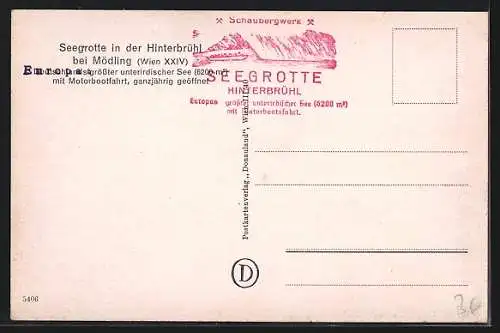 Seegrotte in der Hinterbrühl
bei Mödling (Wien XXIV)
Europas größter unterirdischer See (6200 m²)
mit Motorbootfahrt, ganzjährig geöffnet
Schaubergwerk
SEEGROTTE
HINTERBRÜHL
Europas größter unterirdischer See (6200 m²)
mit Motorbootsfahrt.
Postkartenverlag „Donauland", Wien
D
5406
36